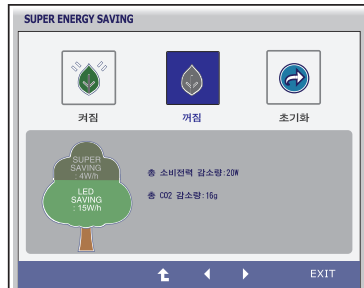 SUPER ENERGY SAVING
켜짐
꺼짐
초기화
SUPER
SAVING
: 4W/h
LED
SAVING
: 15W/h
총 소비전력 감소량:20W
총 CO2 감소량:16g
EXIT